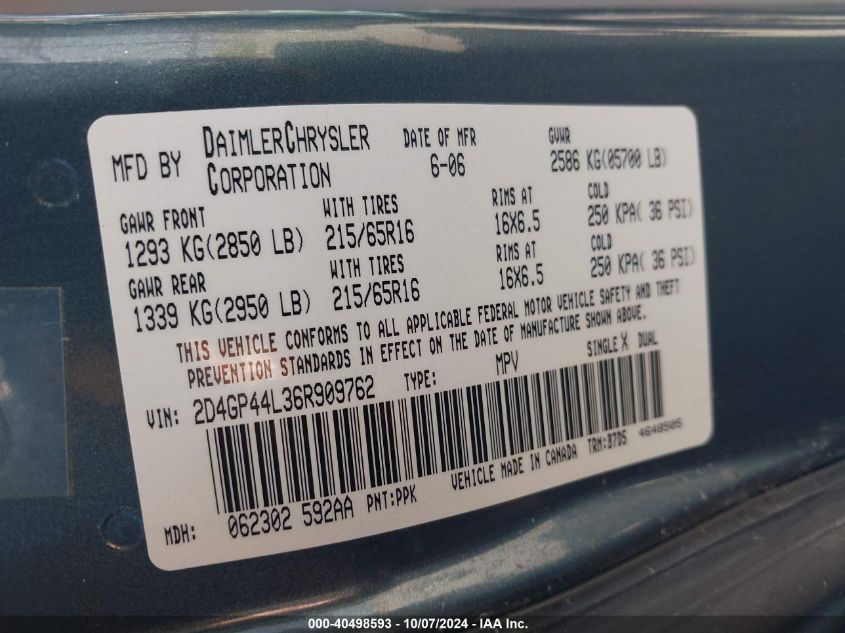 MFD BY DAIMLERCHRYSLER CORPORATION
DATE OF MFR
6-06
GVWR
2586 KG(05700 LB)
GAWR FRONT
1293 KG(2850 LB)
WITH TIRES
215/65R16
RIMS AT
16X6.5
COLD
250 KPA( 36 PSI)
GAWR REAR
1339 KG(2950 LB)
WITH TIRES
215/65R16
RIMS AT
16X6.5
COLD
250 KPA( 36 PSI)
THIS VEHICLE CONFORMS TO ALL APPLICABLE FEDERAL MOTOR VEHICLE SAFETY AND THEFT
PREVENTION STANDARDS IN EFFECT ON THE DATE OF MANUFACTURE SHOWN ABOVE.
VIN: 2D4GP44L36R909762 TYPE: MPV SINGLE X DUAL
MDH: 062302 592AA PNT:PPK VEHICLE MADE IN CANADA TRM:B7D5 4648505
000-40498593 - 10/07/2024 - IAA Inc.